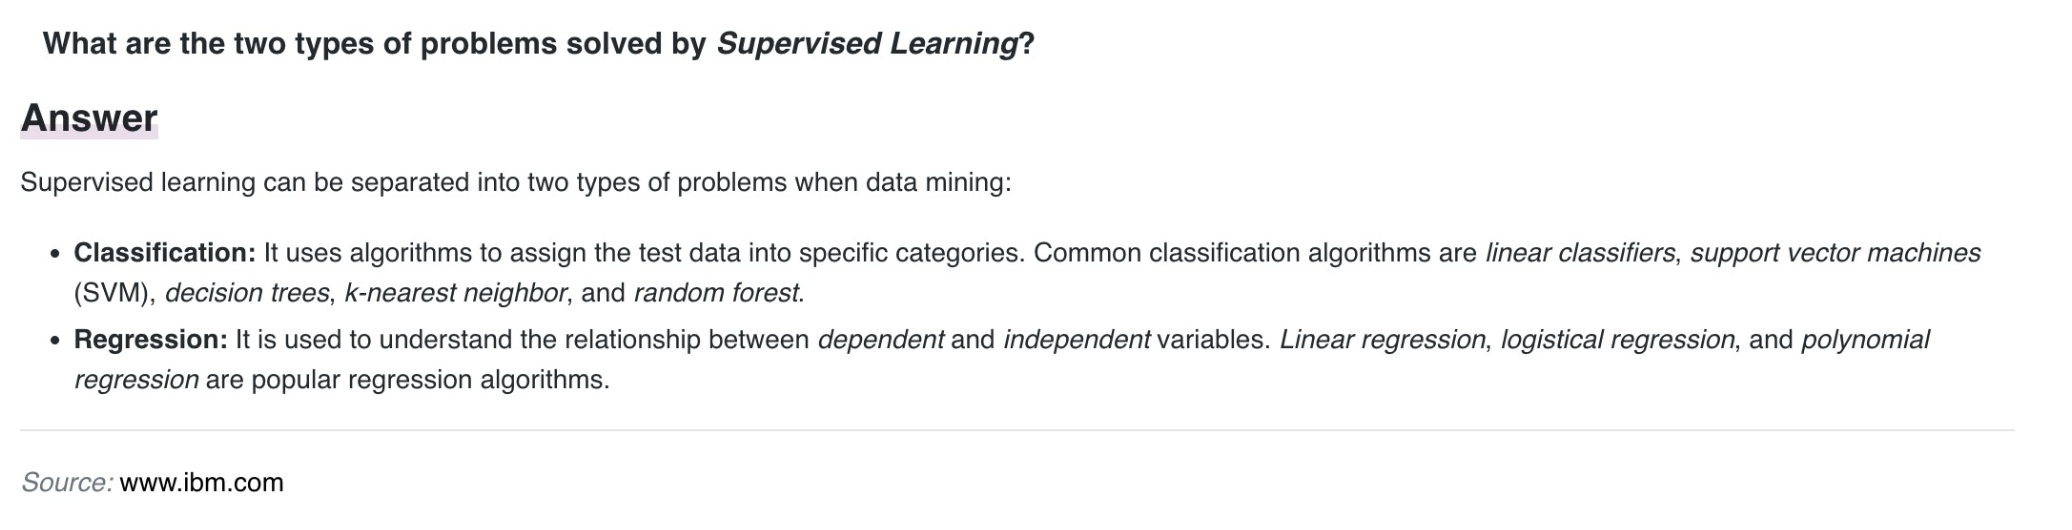 What are the two types of problems solved by Supervised Learning?
Answer
Supervised learning can be separated into two types of problems when data mining:
• Classification: It uses algorithms to assign the test data into specific categories. Common classification algorithms are linear classifiers, support vector machines
(SVM), decision trees, k-nearest neighbor, and random forest.
• Regression: It is used to understand the relationship between dependent and independent variables. Linear regression, logistical regression, and polynomial
regression are popular regression algorithms.
Source: www.ibm.com